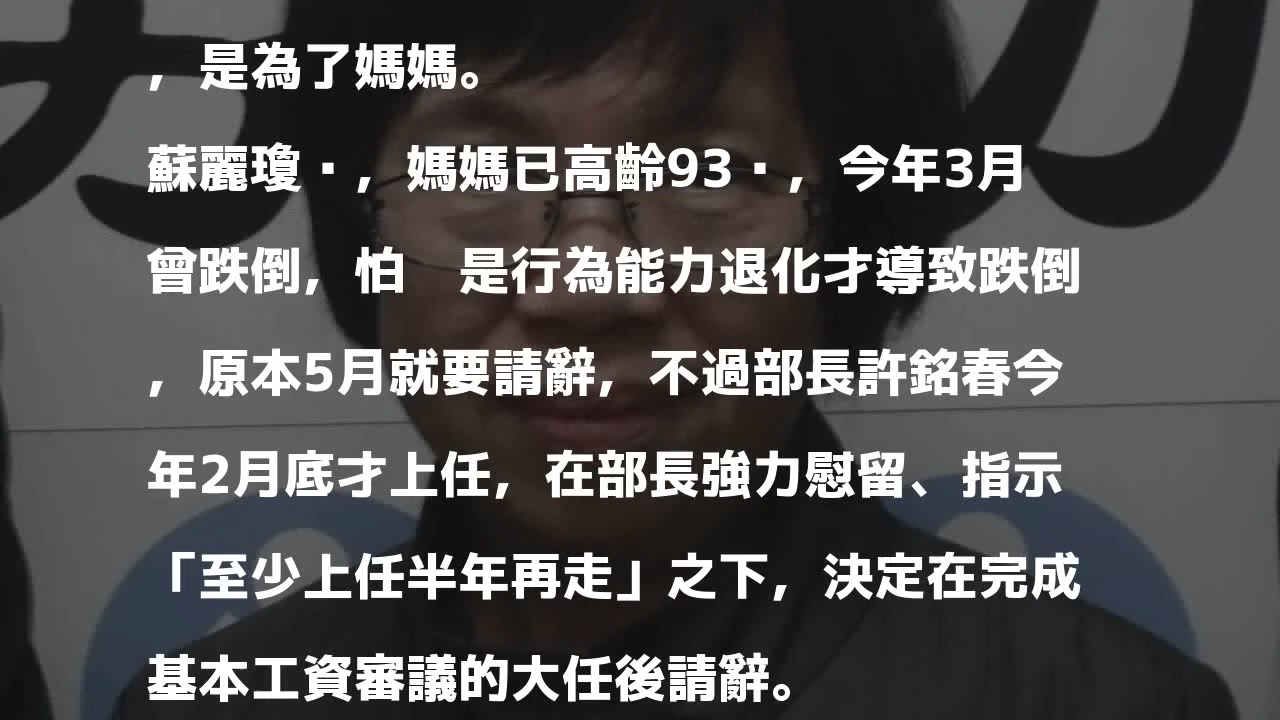 ，是為了媽媽。
蘇麗瓊·，媽媽已高齡93·，今年3月
曾跌倒，怕　是行為能力退化才導致跌倒
，原本5月就要請辭，不過部長許銘春今
年2月底才上任，在部長強力慰留、指示
「至少上任半年再走」之下，決定在完成
基本工資審議的大任後請辭。